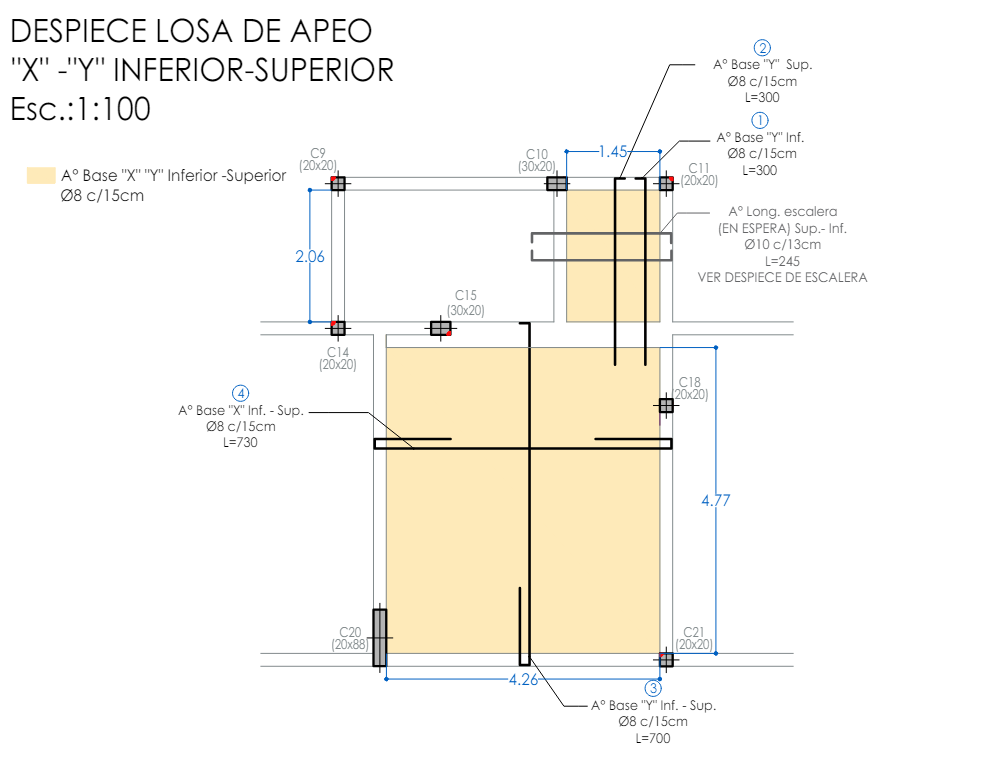 DESPIECE LOSA DE APEO
"X" -"Y" INFERIOR-SUPERIOR
Esc.:1:100
A° Base "X" "Y" Inferior -Superior
Ø8 c/15cm
2
A° Base "Y" Sup.
Ø8 c/15cm
L=300
1
A° Base "Y" Inf.
Ø8 c/15cm
L=300
C9
(20x20)
C10
(30x20)
1.45
C11
(20x20)
A° Long. escalera
(EN ESPERA) Sup.- Inf.
Ø10 c/13cm
L=245
VER DESPIECE DE ESCALERA
2.06
C15
(30x20)
C14
(20x20)
C18
(20x20)
4
A° Base "X" Inf. - Sup.
Ø8 c/15cm
L=730
4.77
C20
(20x88)
C21
(20x20)
4.26
3
A° Base "Y" Inf. - Sup.
Ø8 c/15cm
L=700